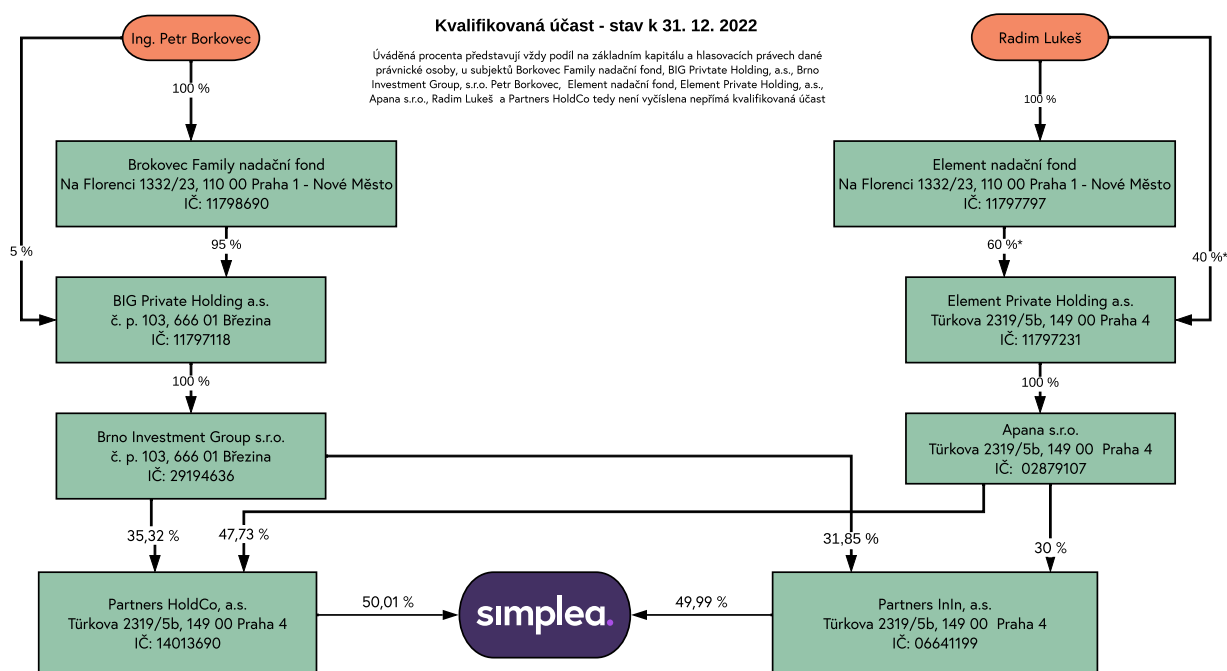 Kvalifikovaná účast - stav k 31. 12. 2022
Úváděná procenta představují vždy podíl na základním kapitálu a hlasovacích právech dané
právnické osoby, u subjektů Borkovec Family nadační fond, BIG Privtate Holding, a.s., Brno
Investment Group, s.r.o. Petr Borkovec, Element nadační fond, Element Private Holding, a.s.,
Apana s.r.o., Radim Lukeš a Partners HoldCo tedy není vyčíslena nepřímá kvalifikovaná účast
Ing. Petr Borkovec
Radim Lukeš
100 %
100 %
Brokovec Family nadační fond
Na Florenci 1332/23, 110 00 Praha 1 - Nové Město
IČ: 11798690
Element nadační fond
Na Florenci 1332/23, 110 00 Praha 1 - Nové Město
IČ: 11797797
5 %
95 %
60 %*
40 %*
BIG Private Holding a.s.
č. p. 103, 666 01 Březina
IČ: 11797118
Element Private Holding a.s.
Türkova 2319/5b, 149 00 Praha 4
IČ: 11797231
100 %
100 %
Brno Investment Group s.r.o.
č. p. 103, 666 01 Březina
IČ: 29194636
Apana s.r.o.
Türkova 2319/5b, 149 00 Praha 4
IČ: 02879107
35,32 %
47,73 %
31,85 %
30 %
Partners HoldCo, a.s.
Türkova 2319/5b, 149 00 Praha 4
IČ: 14013690
50,01 %
simplea.
49,99 %
Partners InIn, a.s.
Türkova 2319/5b, 149 00 Praha 4
IČ: 06641199